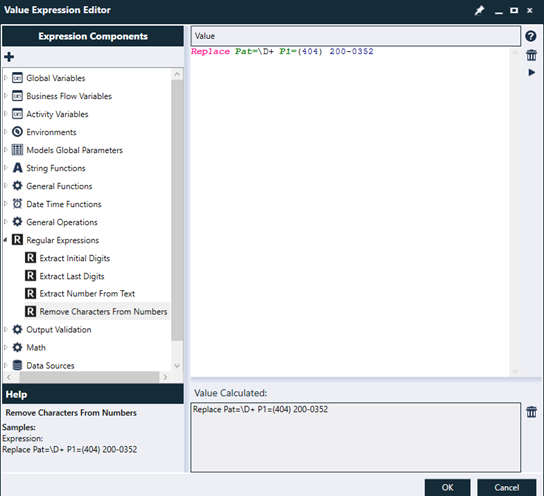 Value Expression Editor
Expression Components
Value
Replace Pat=\D+ P1=(404) 200-0352
Global Variables
Business Flow Variables
Activity Variables
Environments
Models Global Parameters
String Functions
General Functions
Date Time Functions
General Operations
Regular Expressions
Extract Initial Digits
Extract Last Digits
Extract Number From Text
Remove Characters From Numbers
Output Validation
Math
Data Sources
Help
Remove Characters From Numbers
Samples:
Expression:
Replace Pat=\D+ P1=(404) 200-0352
Value Calculated:
Replace Pat=\D+ P1=(404) 200-0352
OK
Cancel